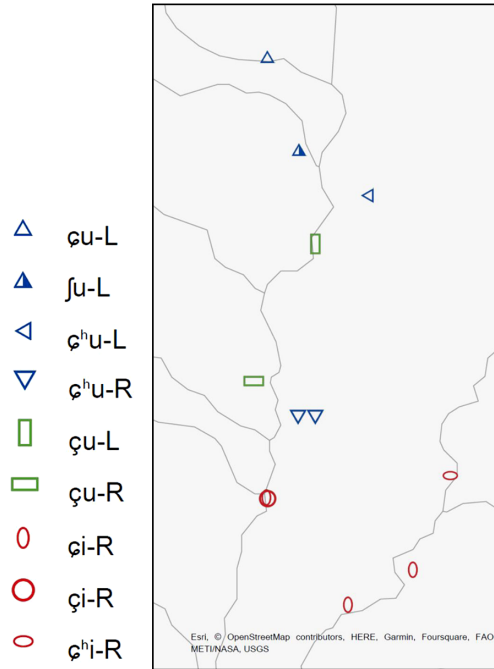 ɕu-L
ʃu-L
ɕʰu-L
ɕʰu-R
çu-L
çu-R
ɕi-R
çi-R
ɕʰi-R
Esri, © OpenStreetMap contributors, HERE, Garmin, Foursquare, FAO
METI/NASA, USGS